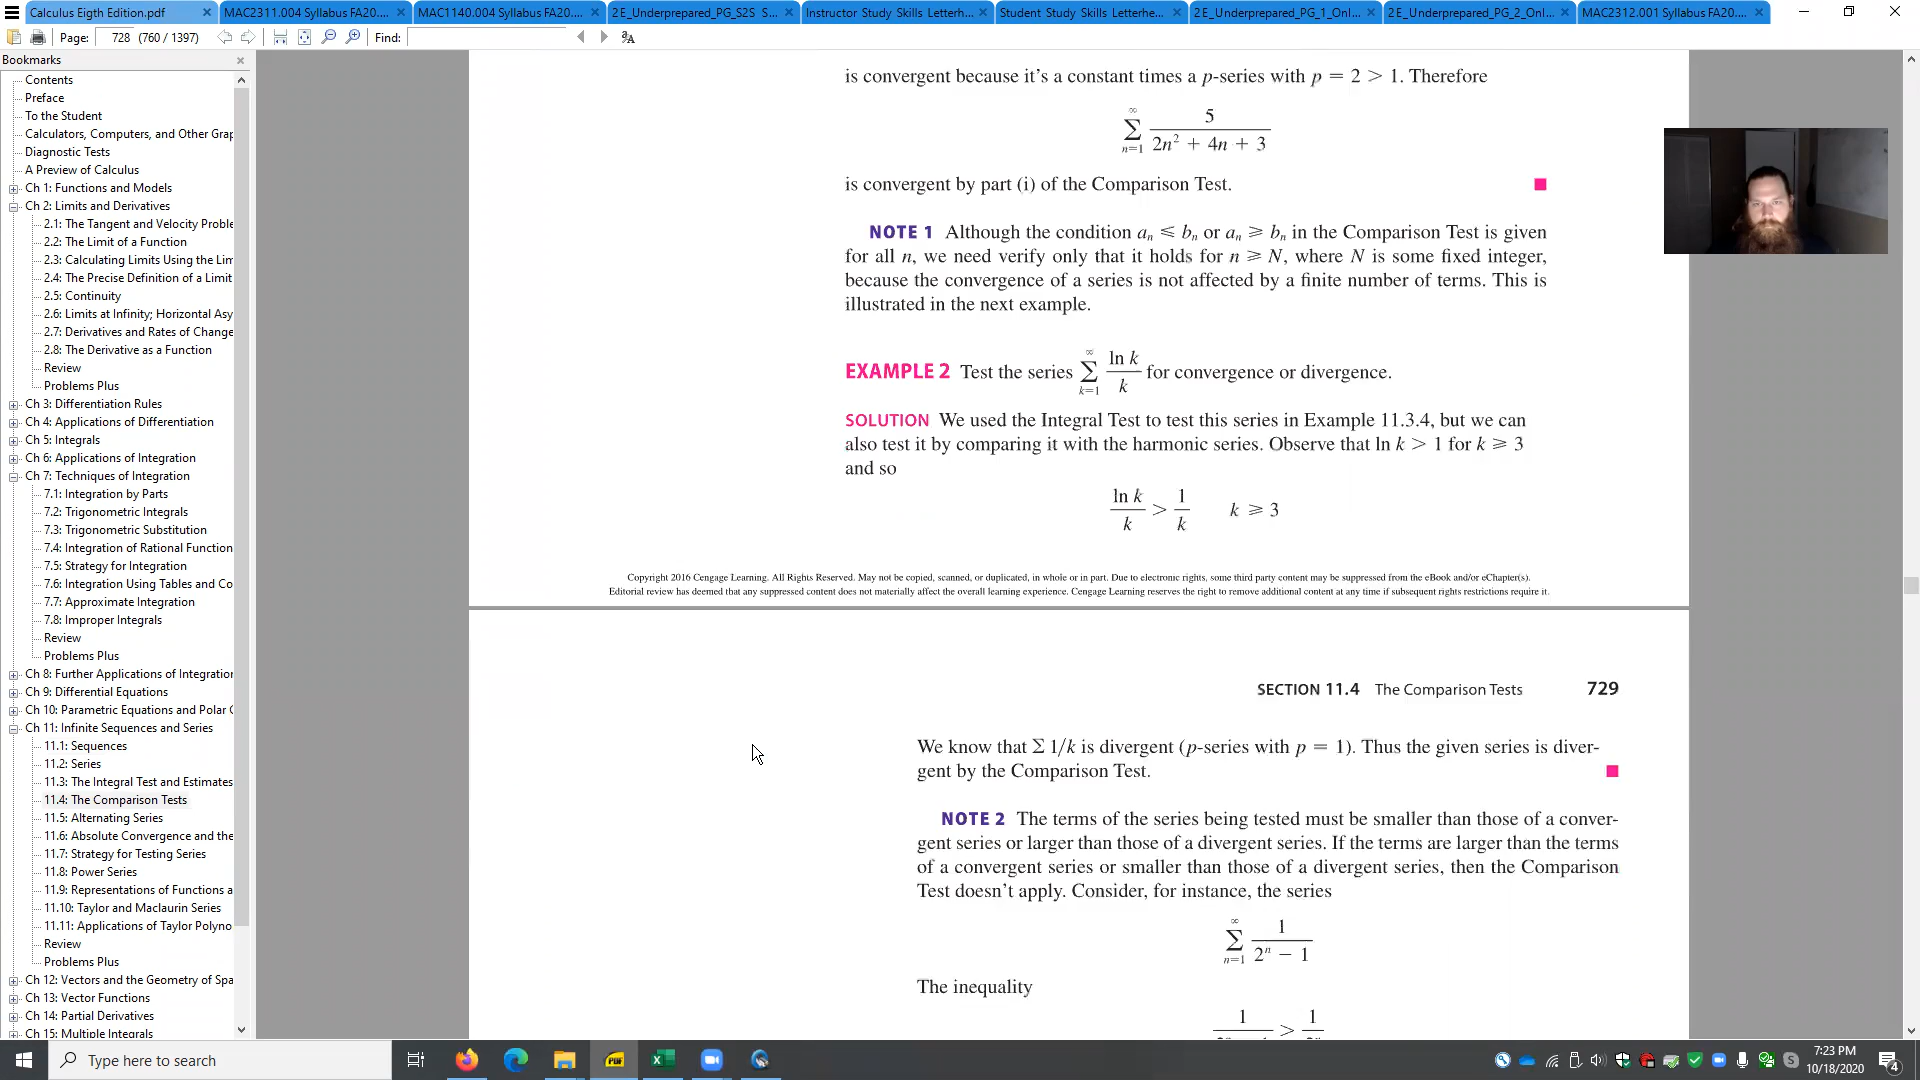 Calculus Eigth Edition.pdf × MAC2311.004 Syllabus FA20.... × MAC1140.004 Syllabus FA20.... × 2E_Underprepared_PG_S2S S... × Instructor Study Skills Letterh... × Student Study Skills Letterhe... × 2E_Underprepared_PG_1_Onl... × 2E_Underprepared_PG_2_Onl... × MAC2312.001 Syllabus FA20.... ×
Page: 728 (760 / 1397) Find:
Bookmarks
Contents
Preface
To the Student
Calculators, Computers, and Other Grap
Diagnostic Tests
A Preview of Calculus
Ch 1: Functions and Models
Ch 2: Limits and Derivatives
2.1: The Tangent and Velocity Proble
2.2: The Limit of a Function
2.3: Calculating Limits Using the Lim
2.4: The Precise Definition of a Limit
2.5: Continuity
2.6: Limits at Infinity; Horizontal Asy
2.7: Derivatives and Rates of Change
2.8: The Derivative as a Function
Review
Problems Plus
Ch 3: Differentiation Rules
Ch 4: Applications of Differentiation
Ch 5: Integrals
Ch 6: Applications of Integration
Ch 7: Techniques of Integration
7.1: Integration by Parts
7.2: Trigonometric Integrals
7.3: Trigonometric Substitution
7.4: Integration of Rational Function
7.5: Strategy for Integration
7.6: Integration Using Tables and Co
7.7: Approximate Integration
7.8: Improper Integrals
Review
Problems Plus
Ch 8: Further Applications of Integration
Ch 9: Differential Equations
Ch 10: Parametric Equations and Polar C
Ch 11: Infinite Sequences and Series
11.1: Sequences
11.2: Series
11.3: The Integral Test and Estimates
11.4: The Comparison Tests
11.5: Alternating Series
11.6: Absolute Convergence and the
11.7: Strategy for Testing Series
11.8: Power Series
11.9: Representations of Functions a
11.10: Taylor and Maclaurin Series
11.11: Applications of Taylor Polyno
Review
Problems Plus
Ch 12: Vectors and the Geometry of Spa
Ch 13: Vector Functions
Ch 14: Partial Derivatives
Ch 15: Multiple Integrals
is convergent because it's a constant times a p-series with p = 2 > 1. Therefore
∞ 5
∑
n=1 2n² + 4n + 3
is convergent by part (i) of the Comparison Test.
NOTE 1 Although the condition aₙ ⩽ bₙ or aₙ ⩾ bₙ in the Comparison Test is given
for all n, we need verify only that it holds for n ⩾ N, where N is some fixed integer,
because the convergence of a series is not affected by a finite number of terms. This is
illustrated in the next example.
∞ ln k
EXAMPLE 2 Test the series ∑ for convergence or divergence.
k=1 k
SOLUTION We used the Integral Test to test this series in Example 11.3.4, but we can
also test it by comparing it with the harmonic series. Observe that ln k > 1 for k ⩾ 3
and so
ln k 1
> k ⩾ 3
k k
Copyright 2016 Cengage Learning. All Rights Reserved. May not be copied, scanned, or duplicated, in whole or in part. Due to electronic rights, some third party content may be suppressed from the eBook and/or eChapter(s).
Editorial review has deemed that any suppressed content does not materially affect the overall learning experience. Cengage Learning reserves the right to remove additional content at any time if subsequent rights restrictions require it.
SECTION 11.4 The Comparison Tests 729
We know that Σ 1/k is divergent (p-series with p = 1). Thus the given series is diver-
gent by the Comparison Test.
NOTE 2 The terms of the series being tested must be smaller than those of a conver-
gent series or larger than those of a divergent series. If the terms are larger than the terms
of a convergent series or smaller than those of a divergent series, then the Comparison
Test doesn't apply. Consider, for instance, the series
∞ 1
∑
n=1 2ⁿ − 1
The inequality
1 1
>
Type here to search
7:23 PM
10/18/2020
4